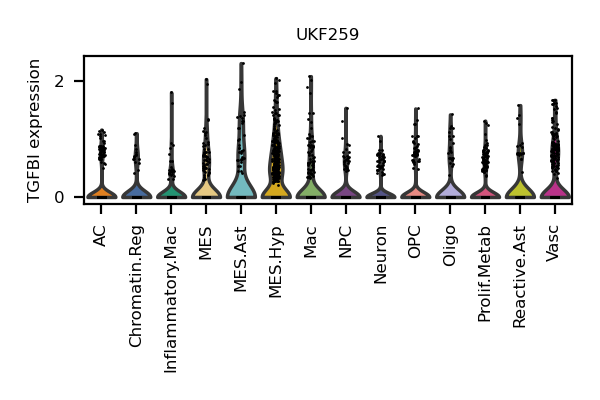 UKF259
TGFBI expression
2
0
AC
Chromatin.Reg
Inflammatory.Mac
MES
MES.Ast
MES.Hyp
Mac
NPC
Neuron
OPC
Oligo
Prolif.Metab
Reactive.Ast
Vasc